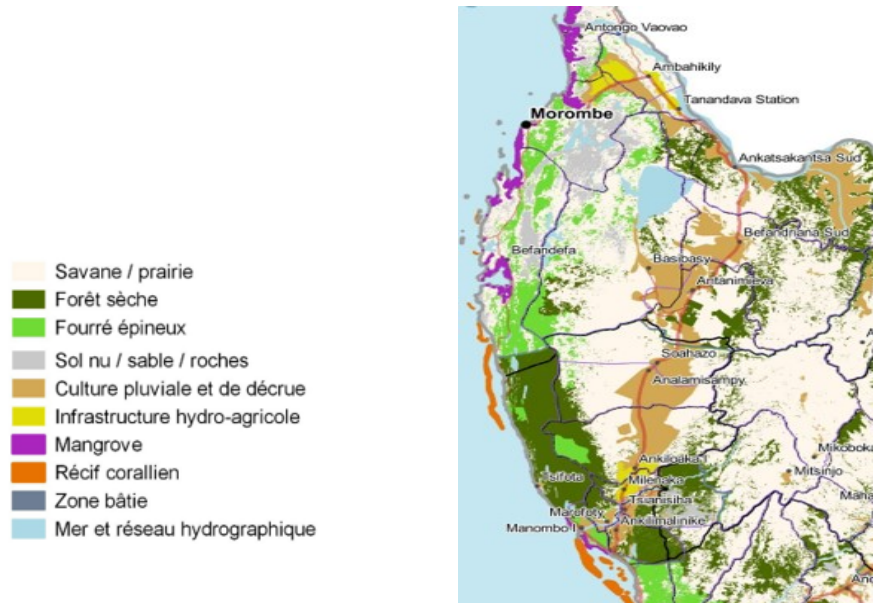 Savane / prairie
Forêt sèche
Fourré épineux
Sol nu / sable / roches
Culture pluviale et de décrue
Infrastructure hydro-agricole
Mangrove
Récif corallien
Zone bâtie
Mer et réseau hydrographique
Antongo Vaovao
Ambahikily
Tanandava Station
Morombe
Ankatsakantsa Sud
Befandriana Sud
Befandefa
Basibasy
Antanimieva
Soahazo
Analamisampy
Ankiloaka I
Mikoboka
Mitsinjo
Tsifota
Milenaka
Tsianisiha
Marofoty
Manombo I
Ankilimalinike